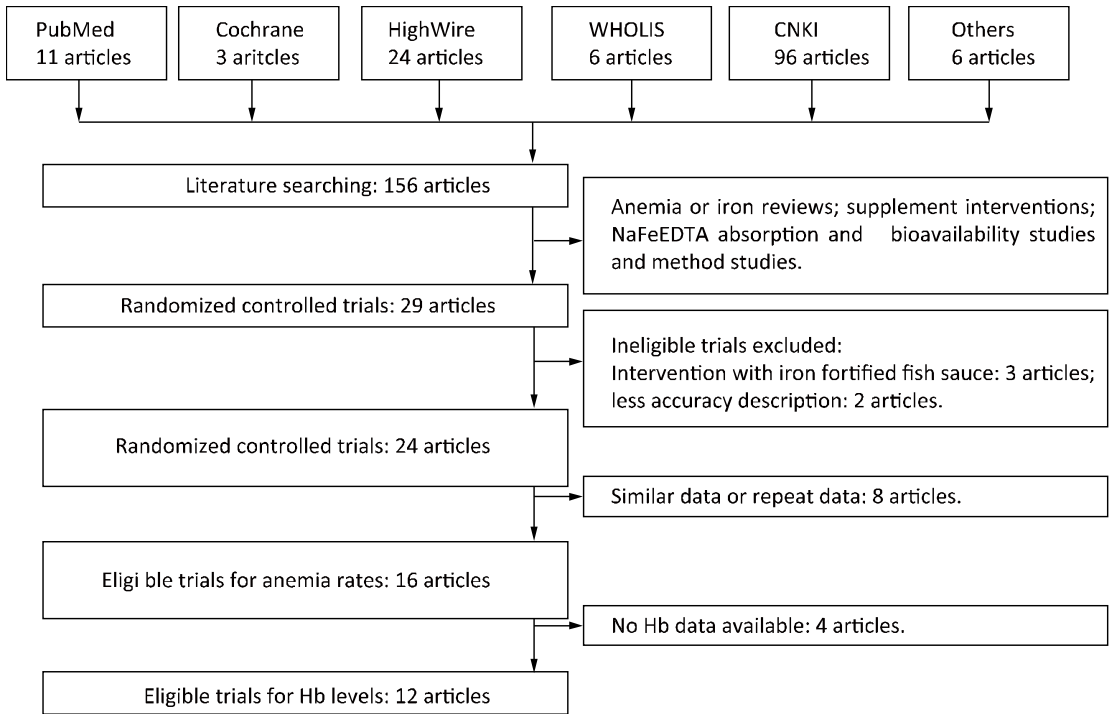 PubMed
11 articles
Cochrane
3 aritcles
HighWire
24 articles
WHOLIS
6 articles
CNKI
96 articles
Others
6 articles
Literature searching: 156 articles
Anemia or iron reviews; supplement interventions;
NaFeEDTA absorption and bioavailability studies
and method studies.
Randomized controlled trials: 29 articles
Ineligible trials excluded:
Intervention with iron fortified fish sauce: 3 articles;
less accuracy description: 2 articles.
Randomized controlled trials: 24 articles
Similar data or repeat data: 8 articles.
Eligi ble trials for anemia rates: 16 articles
No Hb data available: 4 articles.
Eligible trials for Hb levels: 12 articles